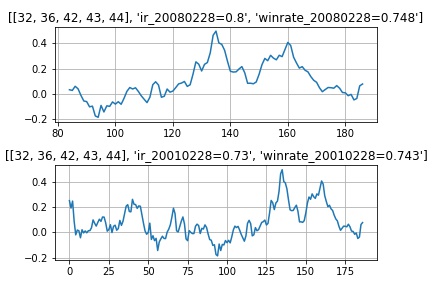 [[32, 36, 42, 43, 44], 'ir_20080228=0.8', 'winrate_20080228=0.748']
0.4
0.2
0.0
−0.2
80 100 120 140 160 180
[[32, 36, 42, 43, 44], 'ir_20010228=0.73', 'winrate_20010228=0.743']
0.4
0.2
0.0
−0.2
0 25 50 75 100 125 150 175